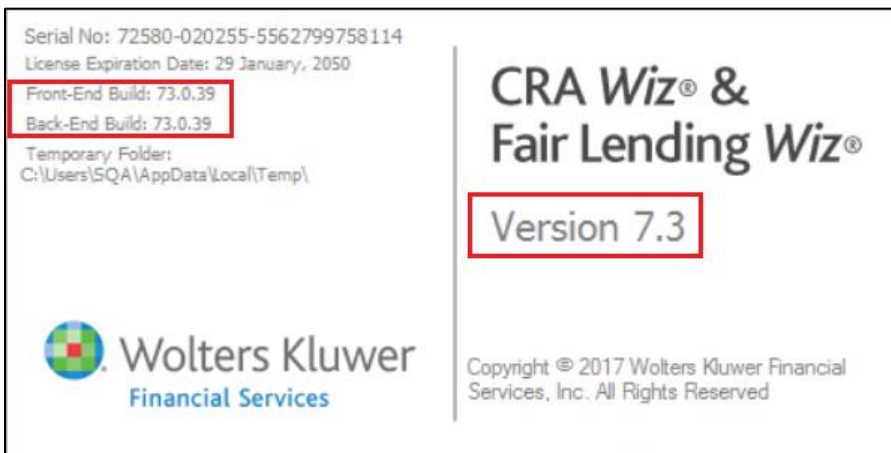 Serial No: 72580-020255-5562799758114
License Expiration Date: 29 January, 2050
Front-End Build: 73.0.39
Back-End Build: 73.0.39
Temporary Folder:
C:\Users\SQA\AppData\Local\Temp\
Wolters Kluwer
Financial Services
CRA Wiz® &
Fair Lending Wiz®
Version 7.3
Copyright © 2017 Wolters Kluwer Financial
Services, Inc. All Rights Reserved